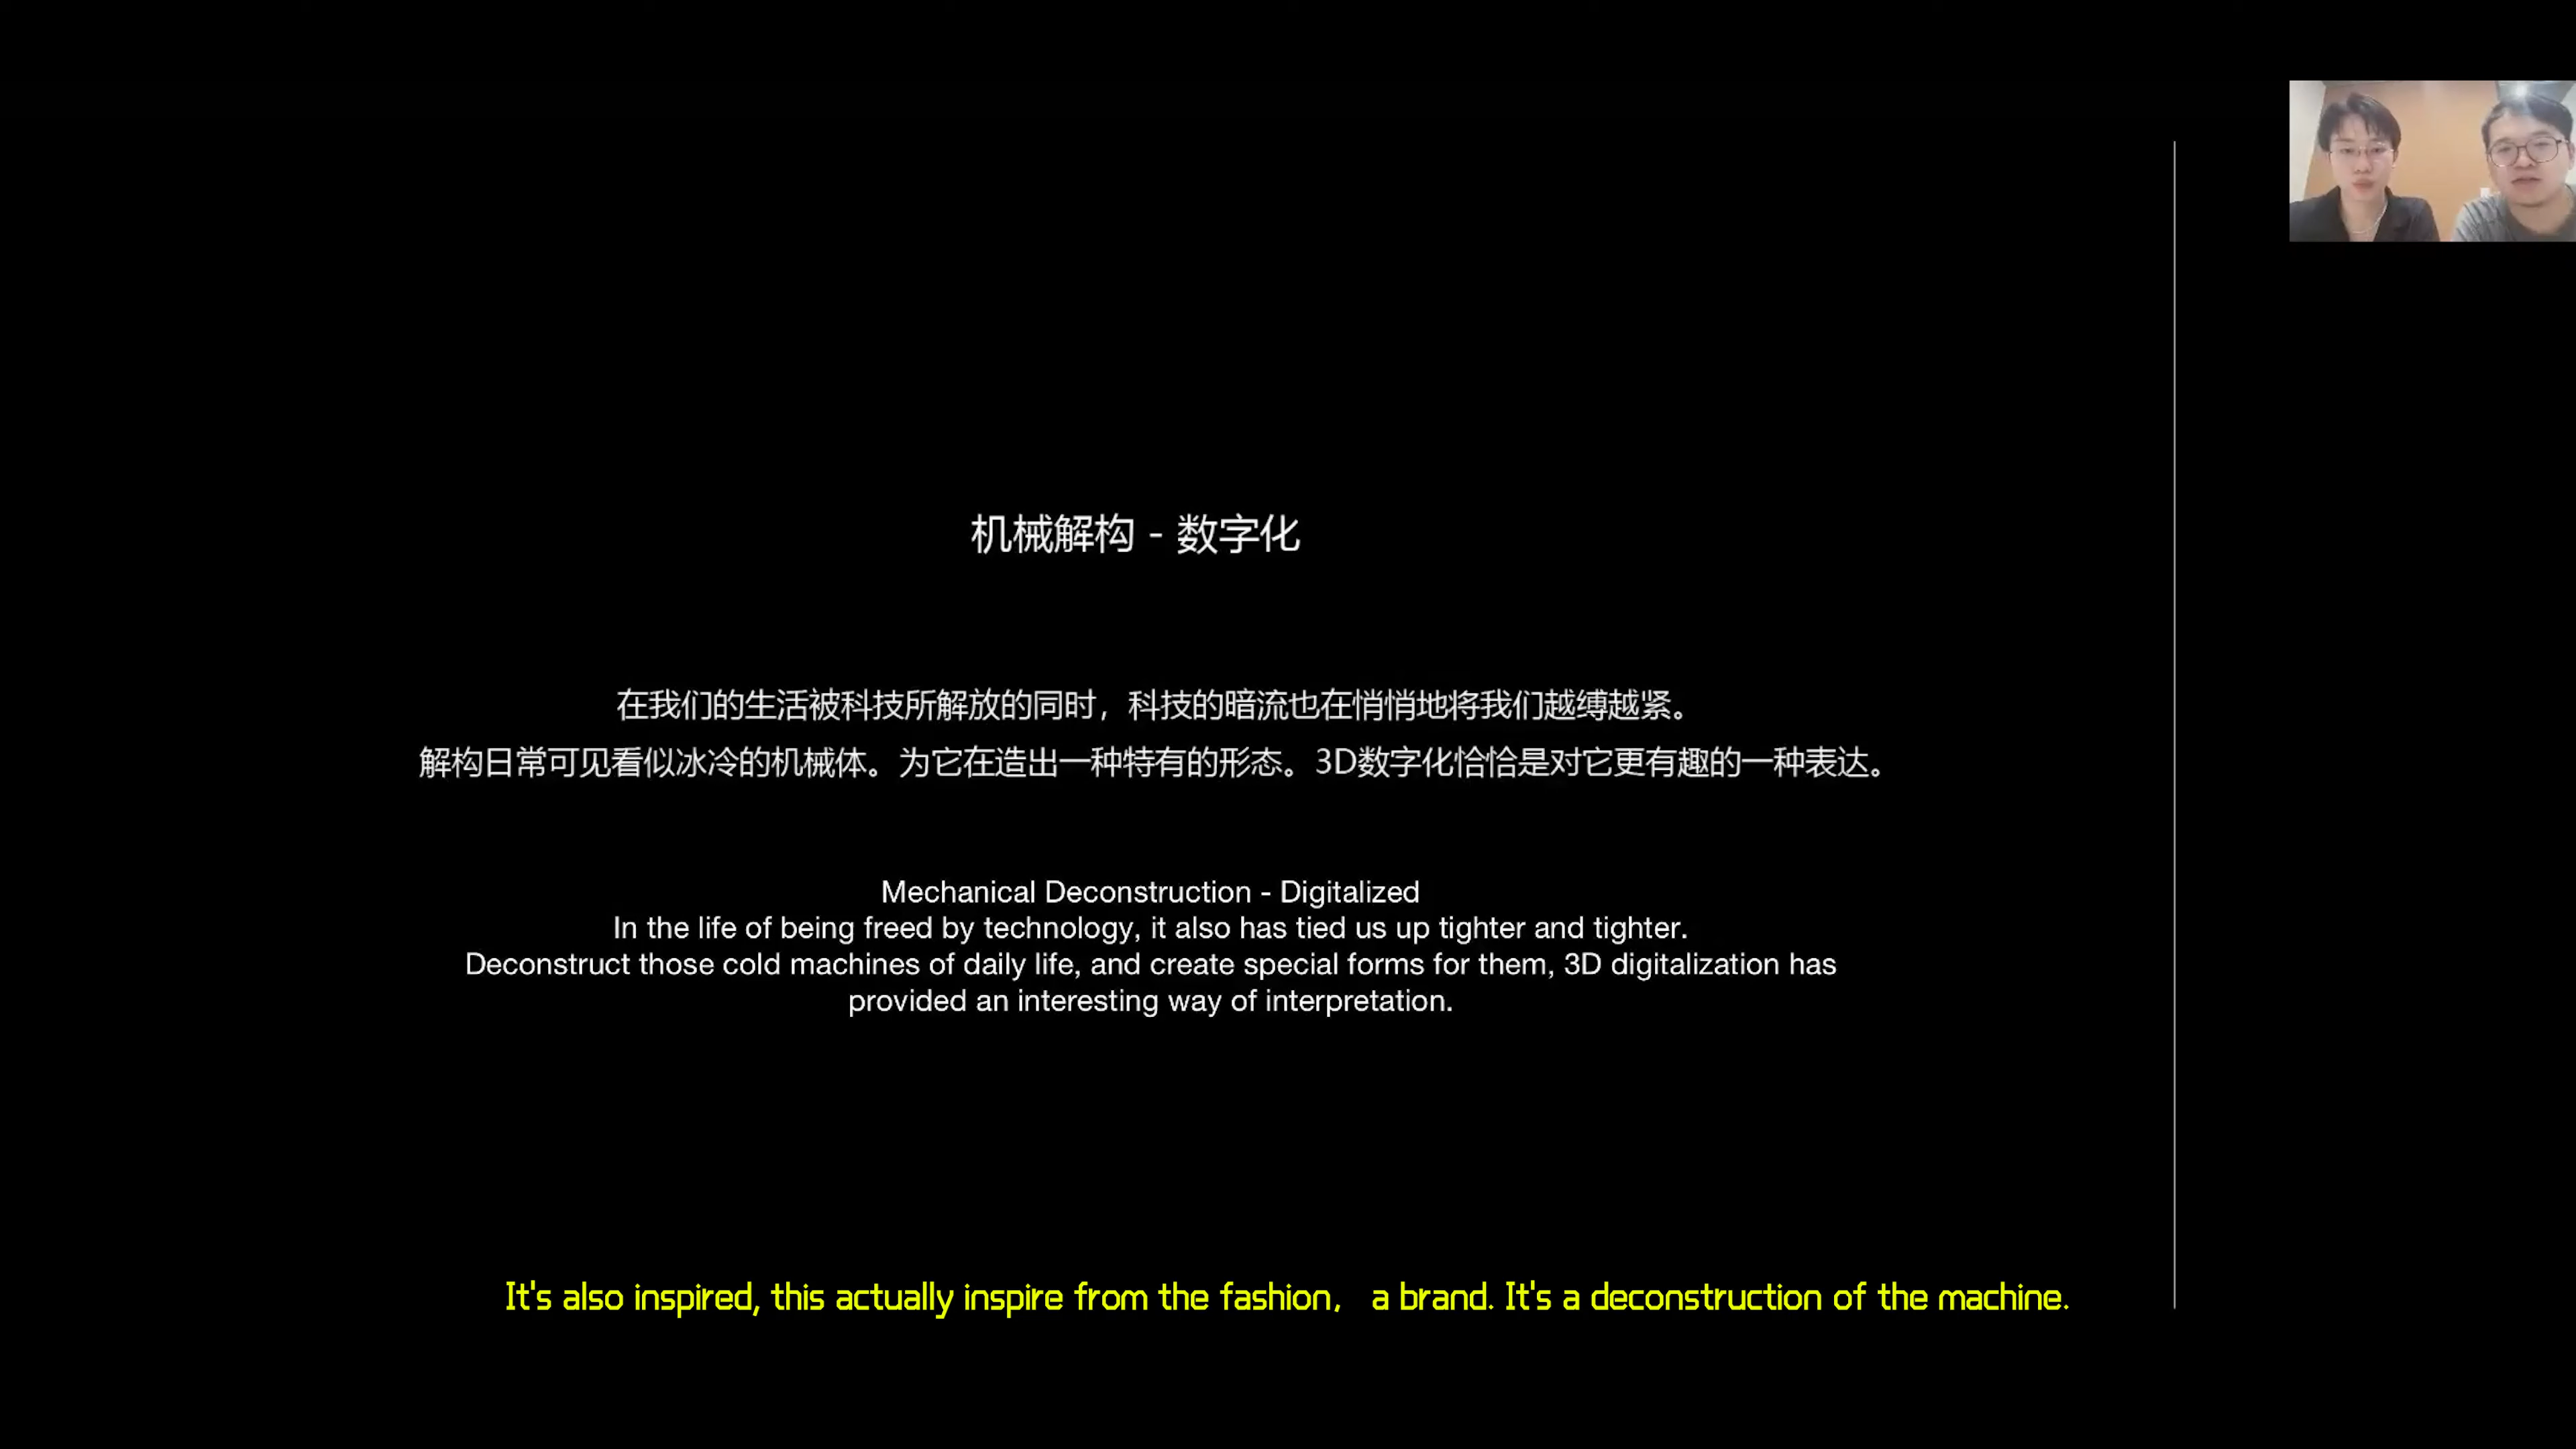 机械解构 - 数字化
在我们的生活被科技所解放的同时，科技的暗流也在悄悄地将我们越缚越紧。
解构日常可见看似冰冷的机械体。为它在造出一种特有的形态。3D数字化恰恰是对它更有趣的一种表达。
Mechanical Deconstruction - Digitalized
In the life of being freed by technology, it also has tied us up tighter and tighter.
Deconstruct those cold machines of daily life, and create special forms for them, 3D digitalization has
provided an interesting way of interpretation.
It's also inspired, this actually inspire from the fashion， a brand. It's a deconstruction of the machine.